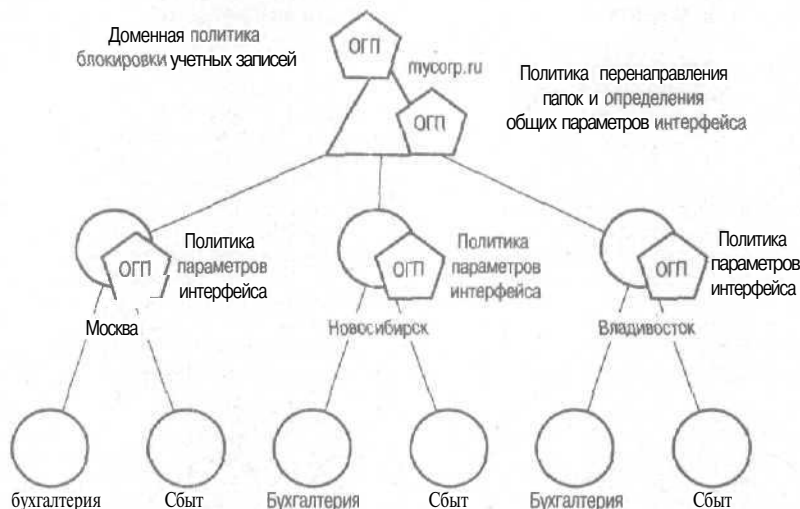 Доменная политика
блокировки учетных записей
ОГП
mycorp.ru
ОГП
Политика перенаправления
папок и определения
общих параметров интерфейса
ОГП
Политика
параметров
интерфейса
ОГП
Политика
параметров
интерфейса
ОГП
Политика
параметров
интерфейса
Москва
Новосибирск
Владивосток
бухгалтерия
Сбыт
Бухгалтерия
Сбыт
Бухгалтерия
Сбыт